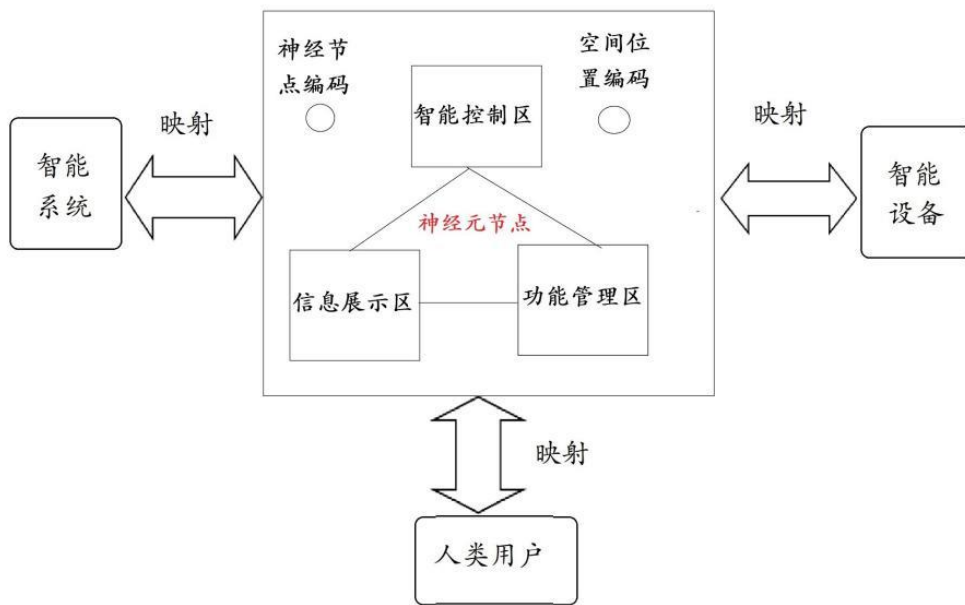 神经节
点编码
空间位
置编码
智能控制区
映射
映射
智能
系统
智能
设备
神经元节点
信息展示区
功能管理区
映射
人类用户